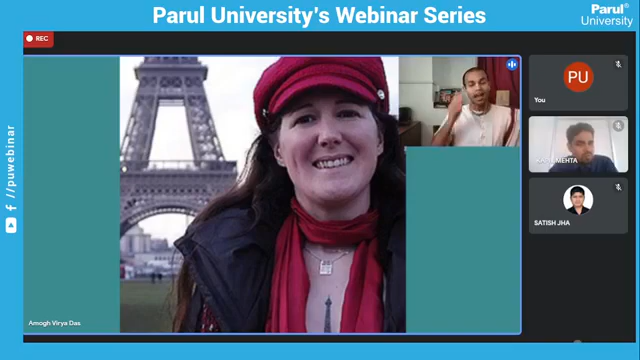 Parul University's Webinar Series
Parul®
University
REC
PU
You
MEHTA
SATISH JHA
Amogh Virya Das
f //puwebinar